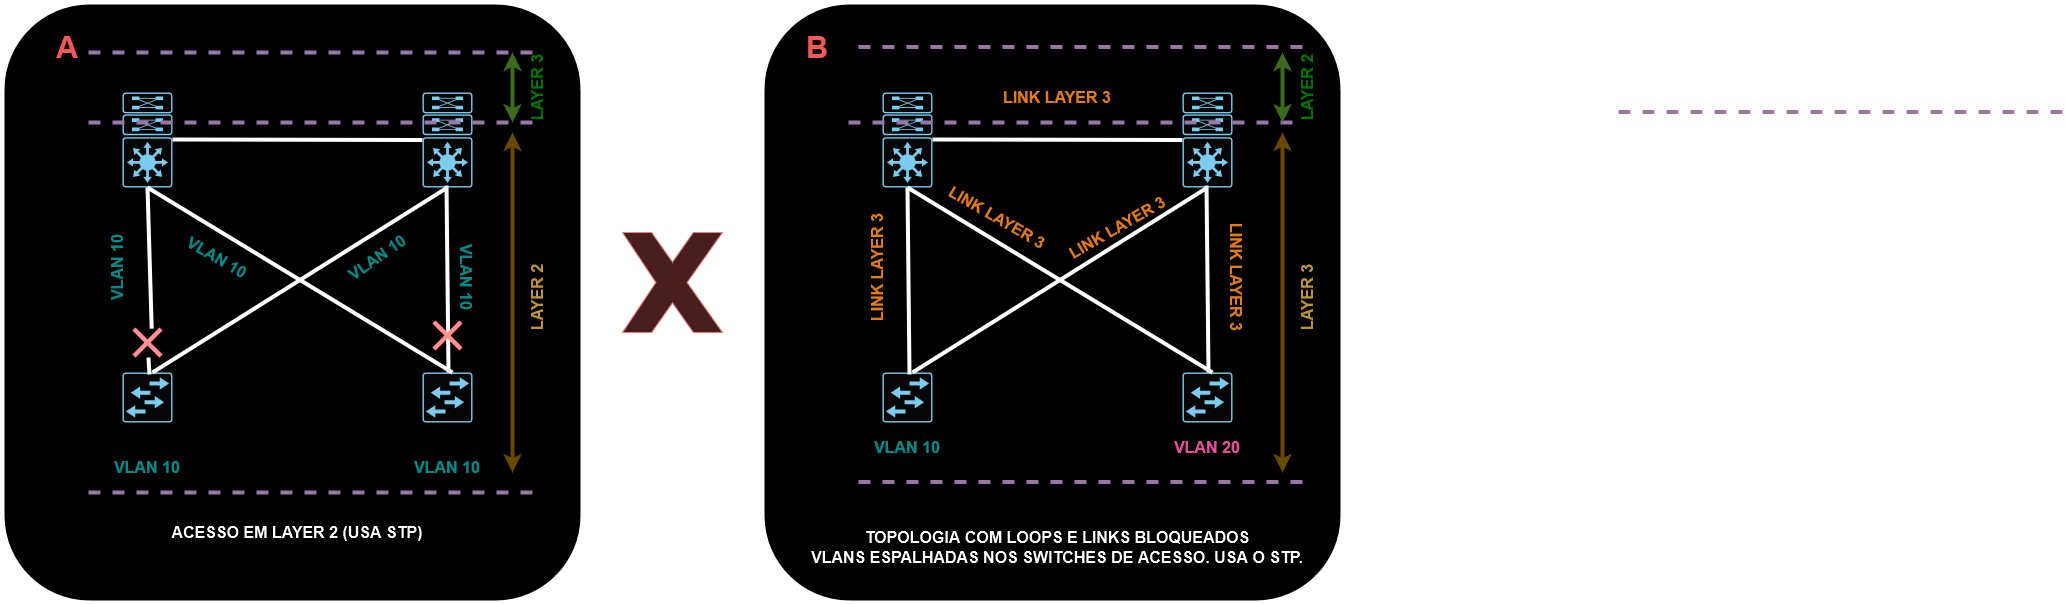 A
LAYER 3
VLAN 10
VLAN 10
VLAN 10
VLAN 10
LAYER 2
VLAN 10
VLAN 10
ACESSO EM LAYER 2 (USA STP)
X
B
LINK LAYER 3
LAYER 2
LINK LAYER 3
LINK LAYER 3
LINK LAYER 3
LINK LAYER 3
LAYER 3
VLAN 10
VLAN 20
TOPOLOGIA COM LOOPS E LINKS BLOQUEADOS
VLANS ESPALHADAS NOS SWITCHES DE ACESSO. USA O STP.